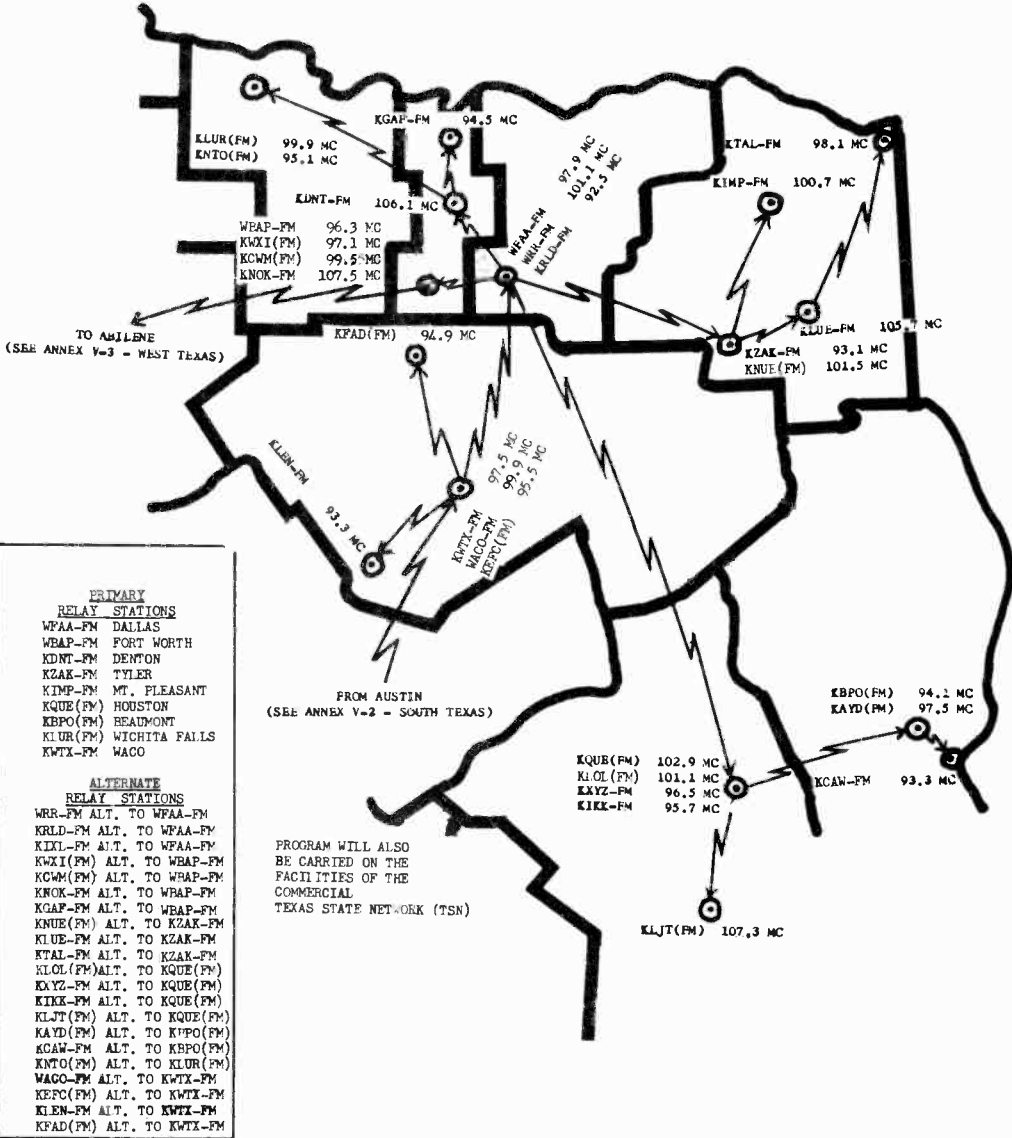 KGAF-FM 94.5 MC
KLUR(FM) 99.9 MC
KNTO(FM) 95.1 MC
KTAL-FM 98.1 MC
97.9 MC
101.1 MC
92.5 MC
KIMP-FM 100.7 MC
KDNT-FM 106.1 MC
WBAP-FM 96.3 MC
KWXI(FM) 97.1 MC
KCWM(FM) 99.5 MC
KNOK-FM 107.5 MC
WFAA-FM
WRR-FM
KRLD-FM
TO ABILENE
(SEE ANNEX V-3 - WEST TEXAS)
KFAD(FM) 94.9 MC
KLUE-FM 105.7 MC
KZAK-FM 93.1 MC
KNUE(FM) 101.5 MC
KLEN-FM 93.3 MC
97.5 MC
99.9 MC
95.5 MC
KWTX-FM
WACO-FM
KEFC(FM)
FROM AUSTIN
(SEE ANNEX V-2 - SOUTH TEXAS)
KBPO(FM) 94.1 MC
KAYD(FM) 97.5 MC
KQUE(FM) 102.9 MC
KLOL(FM) 101.1 MC
KXYZ-FM 96.5 MC
KIKK-FM 95.7 MC
KCAW-FM 93.3 MC
KLJT(FM) 107.3 MC
PROGRAM WILL ALSO
BE CARRIED ON THE
FACILITIES OF THE
COMMERCIAL
TEXAS STATE NETWORK (TSN)
PRIMARY
RELAY STATIONS
WFAA-FM DALLAS
WBAP-FM FORT WORTH
KDNT-FM DENTON
KZAK-FM TYLER
KIMP-FM MT. PLEASANT
KQUE(FM) HOUSTON
KBPO(FM) BEAUMONT
KLUR(FM) WICHITA FALLS
KWTX-FM WACO
ALTERNATE
RELAY STATIONS
WRR-FM ALT. TO WFAA-FM
KRLD-FM ALT. TO WFAA-FM
KIXL-FM ALT. TO WFAA-FM
KWXI(FM) ALT. TO WBAP-FM
KCWM(FM) ALT. TO WBAP-FM
KNOK-FM ALT. TO WBAP-FM
KGAF-FM ALT. TO WBAP-FM
KNUE(FM) ALT. TO KZAK-FM
KLUE-FM ALT. TO KZAK-FM
KTAL-FM ALT. TO KZAK-FM
KLOL(FM)ALT. TO KQUE(FM)
KXYZ-FM ALT. TO KQUE(FM)
KIKK-FM ALT. TO KQUE(FM)
KLJT(FM) ALT. TO KQUE(FM)
KAYD(FM) ALT. TO KBPO(FM)
KCAW-FM ALT. TO KBPO(FM)
KNTO(FM) ALT. TO KLUR(FM)
WACO-FM ALT. TO KWTX-FM
KEFC(FM) ALT. TO KWTX-FM
KLEN-FM ALT. TO KWTX-FM
KFAD(FM) ALT. TO KWTX-FM